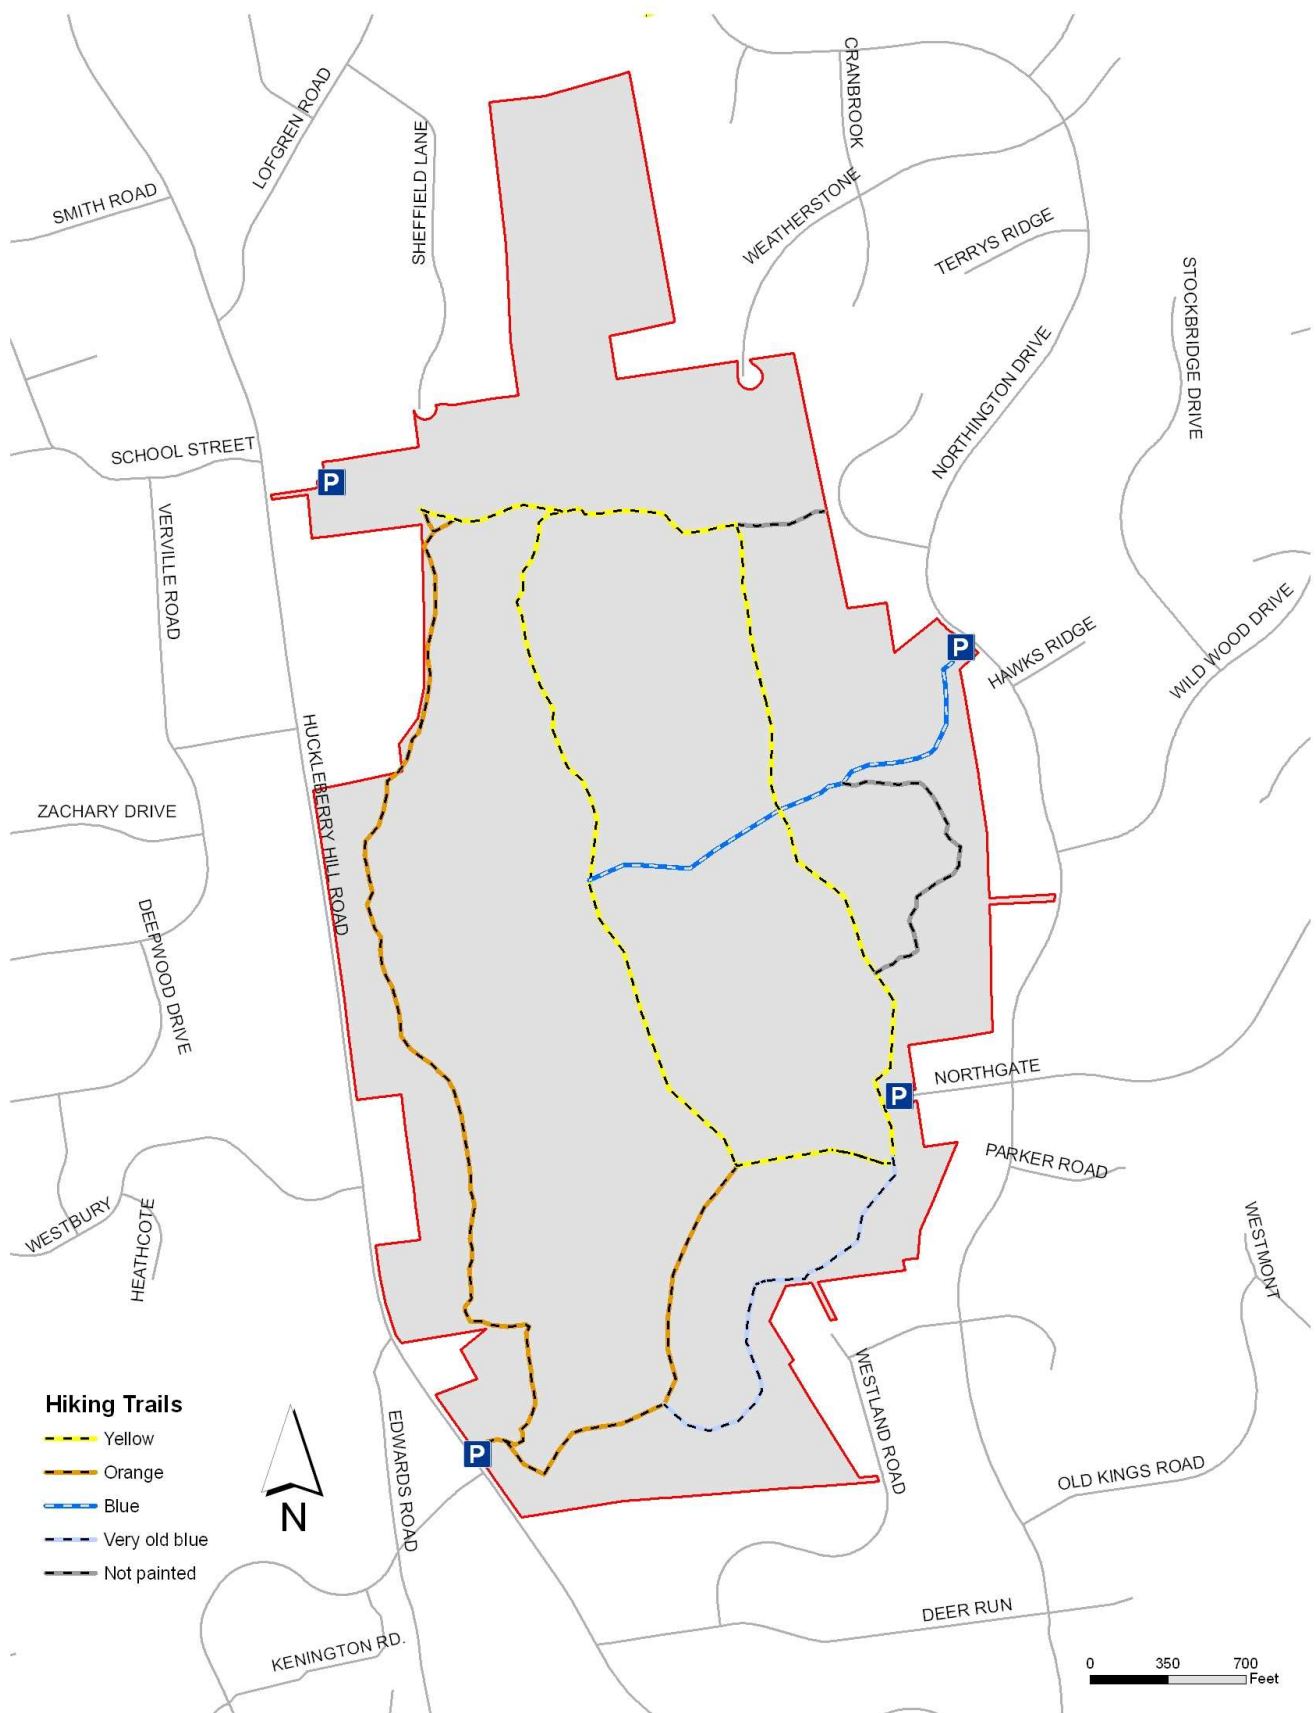 CRANBROOK
LOFGREN ROAD
SHEFFIELD LANE
SMITH ROAD
WEATHERSTONE
TERRYS RIDGE
STOCKBRIDGE DRIVE
NORTHINGTON DRIVE
SCHOOL STREET
P
VERVILLE ROAD
P
HAWKS RIDGE
WILD WOOD DRIVE
HUCKLEBERRY HILL ROAD
ZACHARY DRIVE
DEEPWOOD DRIVE
NORTHGATE
P
PARKER ROAD
WESTBURY
HEATHCOTE
WESTMONT
WESTLAND ROAD
Hiking Trails
Yellow
Orange
Blue
Very old blue
Not painted
N
EDWARDS ROAD
P
OLD KINGS ROAD
DEER RUN
KENINGTON RD.
0 350 700
Feet